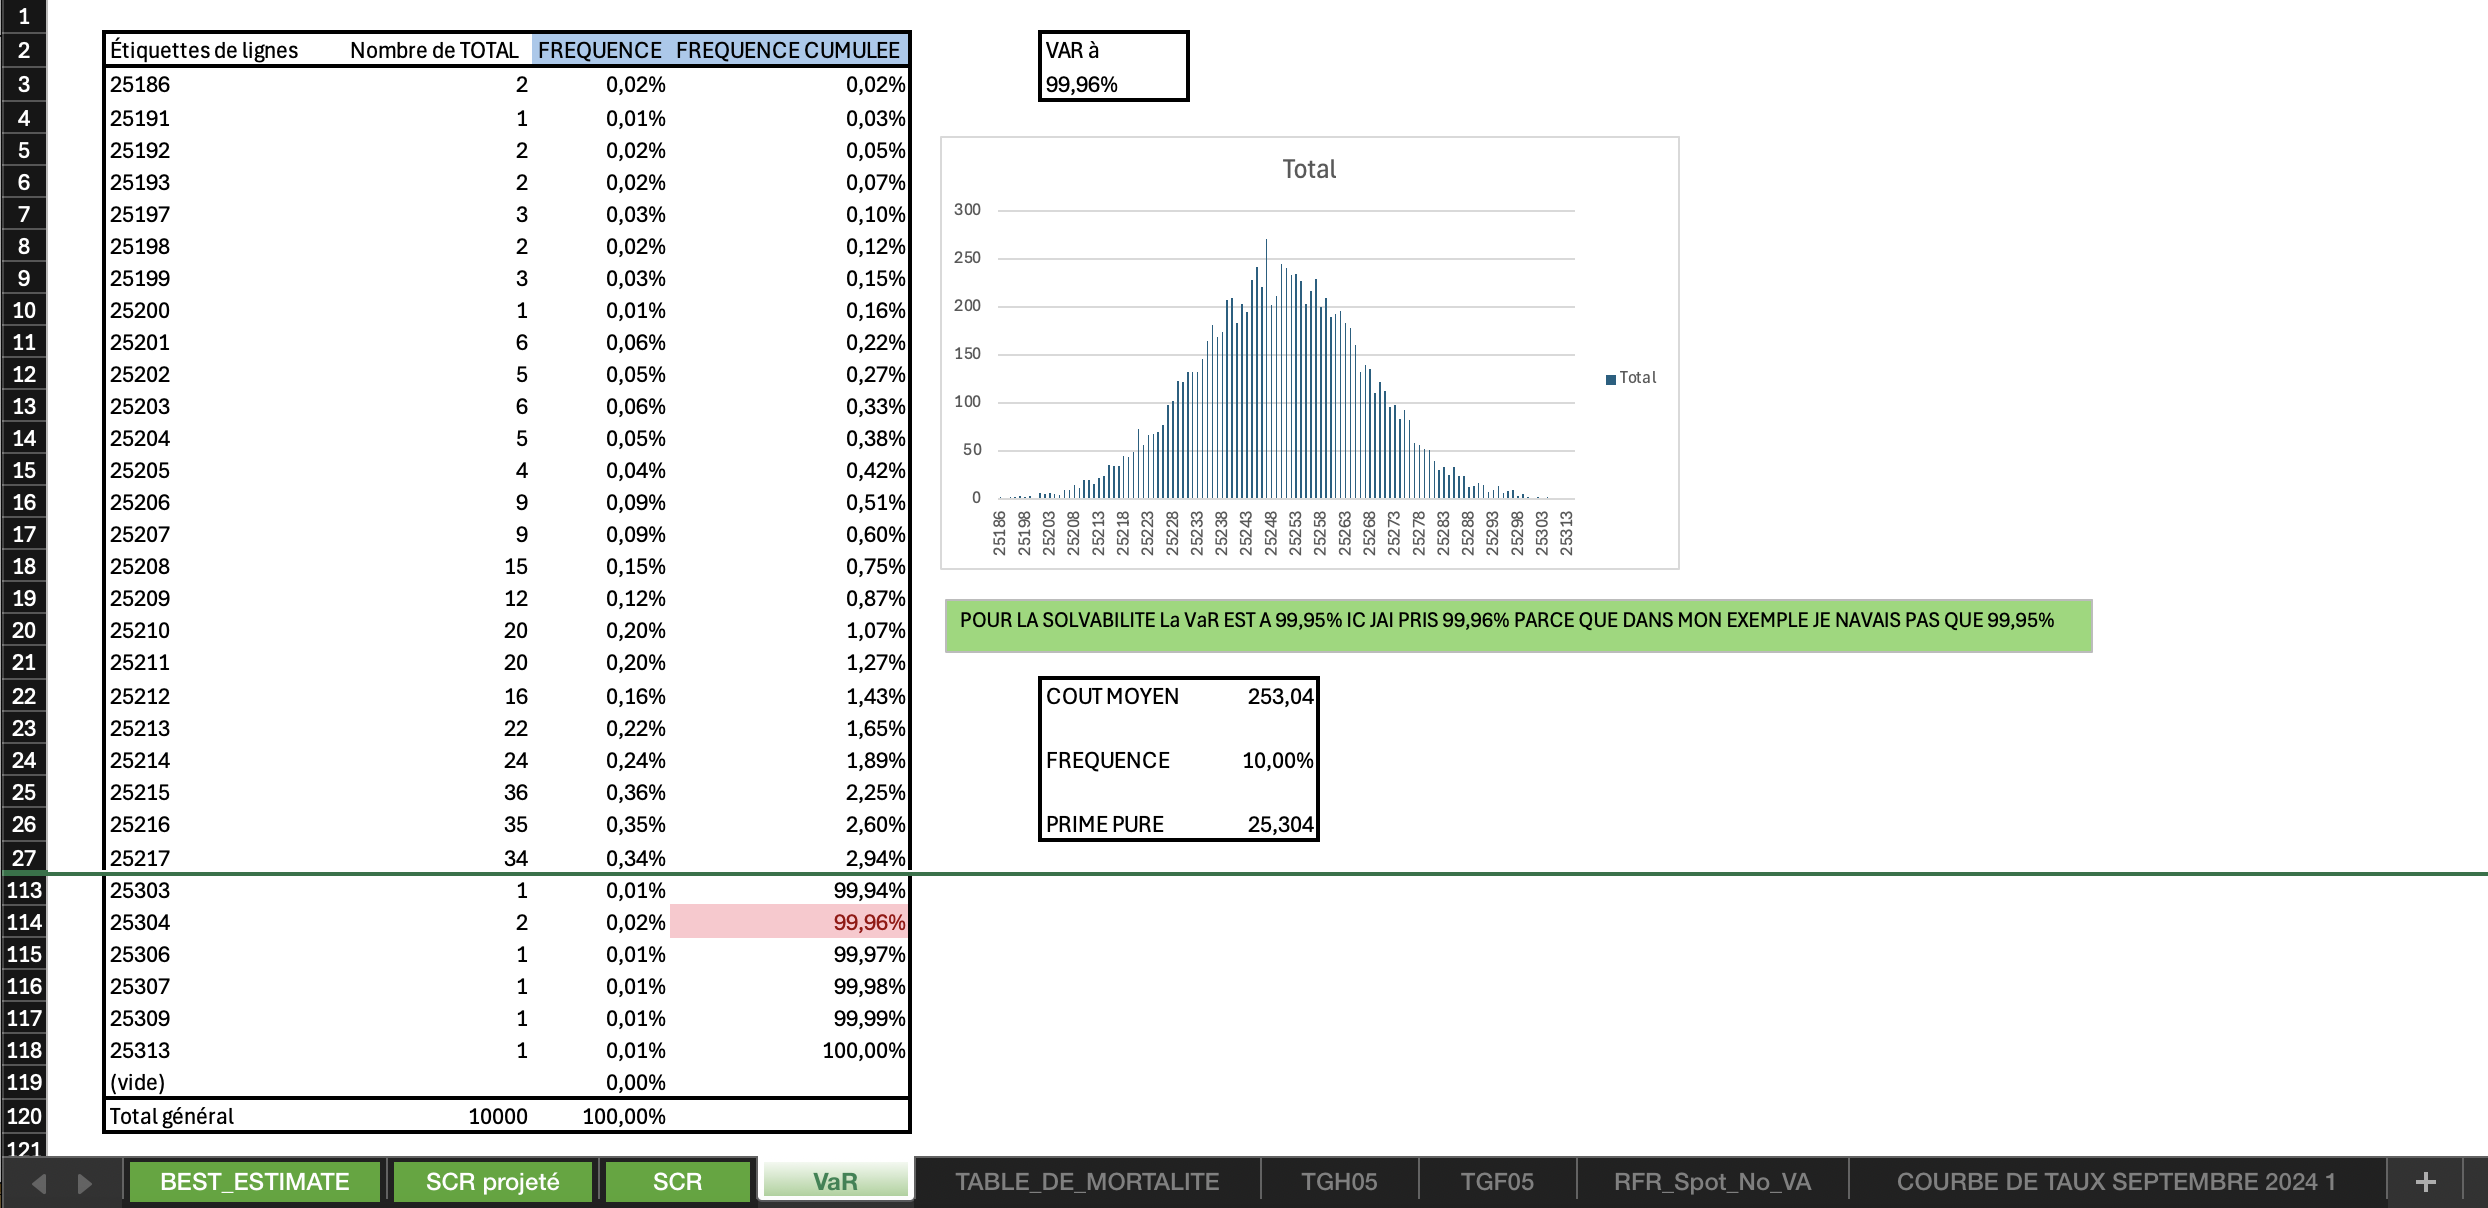 1
2 Étiquettes de lignes Nombre de TOTAL FREQUENCE FREQUENCE CUMULEE
3 25186 2 0,02% 0,02%
4 25191 1 0,01% 0,03%
5 25192 2 0,02% 0,05%
6 25193 2 0,02% 0,07%
7 25197 3 0,03% 0,10%
8 25198 2 0,02% 0,12%
9 25199 3 0,03% 0,15%
10 25200 1 0,01% 0,16%
11 25201 6 0,06% 0,22%
12 25202 5 0,05% 0,27%
13 25203 6 0,06% 0,33%
14 25204 5 0,05% 0,38%
15 25205 4 0,04% 0,42%
16 25206 9 0,09% 0,51%
17 25207 9 0,09% 0,60%
18 25208 15 0,15% 0,75%
19 25209 12 0,12% 0,87%
20 25210 20 0,20% 1,07%
21 25211 20 0,20% 1,27%
22 25212 16 0,16% 1,43%
23 25213 22 0,22% 1,65%
24 25214 24 0,24% 1,89%
25 25215 36 0,36% 2,25%
26 25216 35 0,35% 2,60%
27 25217 34 0,34% 2,94%
113 25303 1 0,01% 99,94%
114 25304 2 0,02% 99,96%
115 25306 1 0,01% 99,97%
116 25307 1 0,01% 99,98%
117 25309 1 0,01% 99,99%
118 25313 1 0,01% 100,00%
119 (vide) 0,00%
120 Total général 10000 100,00%
121
VAR à
99,96%
Total
300
250
200
150
100
50
0
25186 25198 25203 25208 25213 25218 25223 25228 25233 25238 25243 25248 25253 25258 25263 25268 25273 25278 25283 25288 25293 25298 25303 25313
Total
POUR LA SOLVABILITE La VaR EST A 99,95% IC JAI PRIS 99,96% PARCE QUE DANS MON EXEMPLE JE NAVAIS PAS QUE 99,95%
COUT MOYEN 253,04
FREQUENCE 10,00%
PRIME PURE 25,304
BEST_ESTIMATE SCR projeté SCR VaR TABLE_DE_MORTALITE TGH05 TGF05 RFR_Spot_No_VA COURBE DE TAUX SEPTEMBRE 2024 1 +